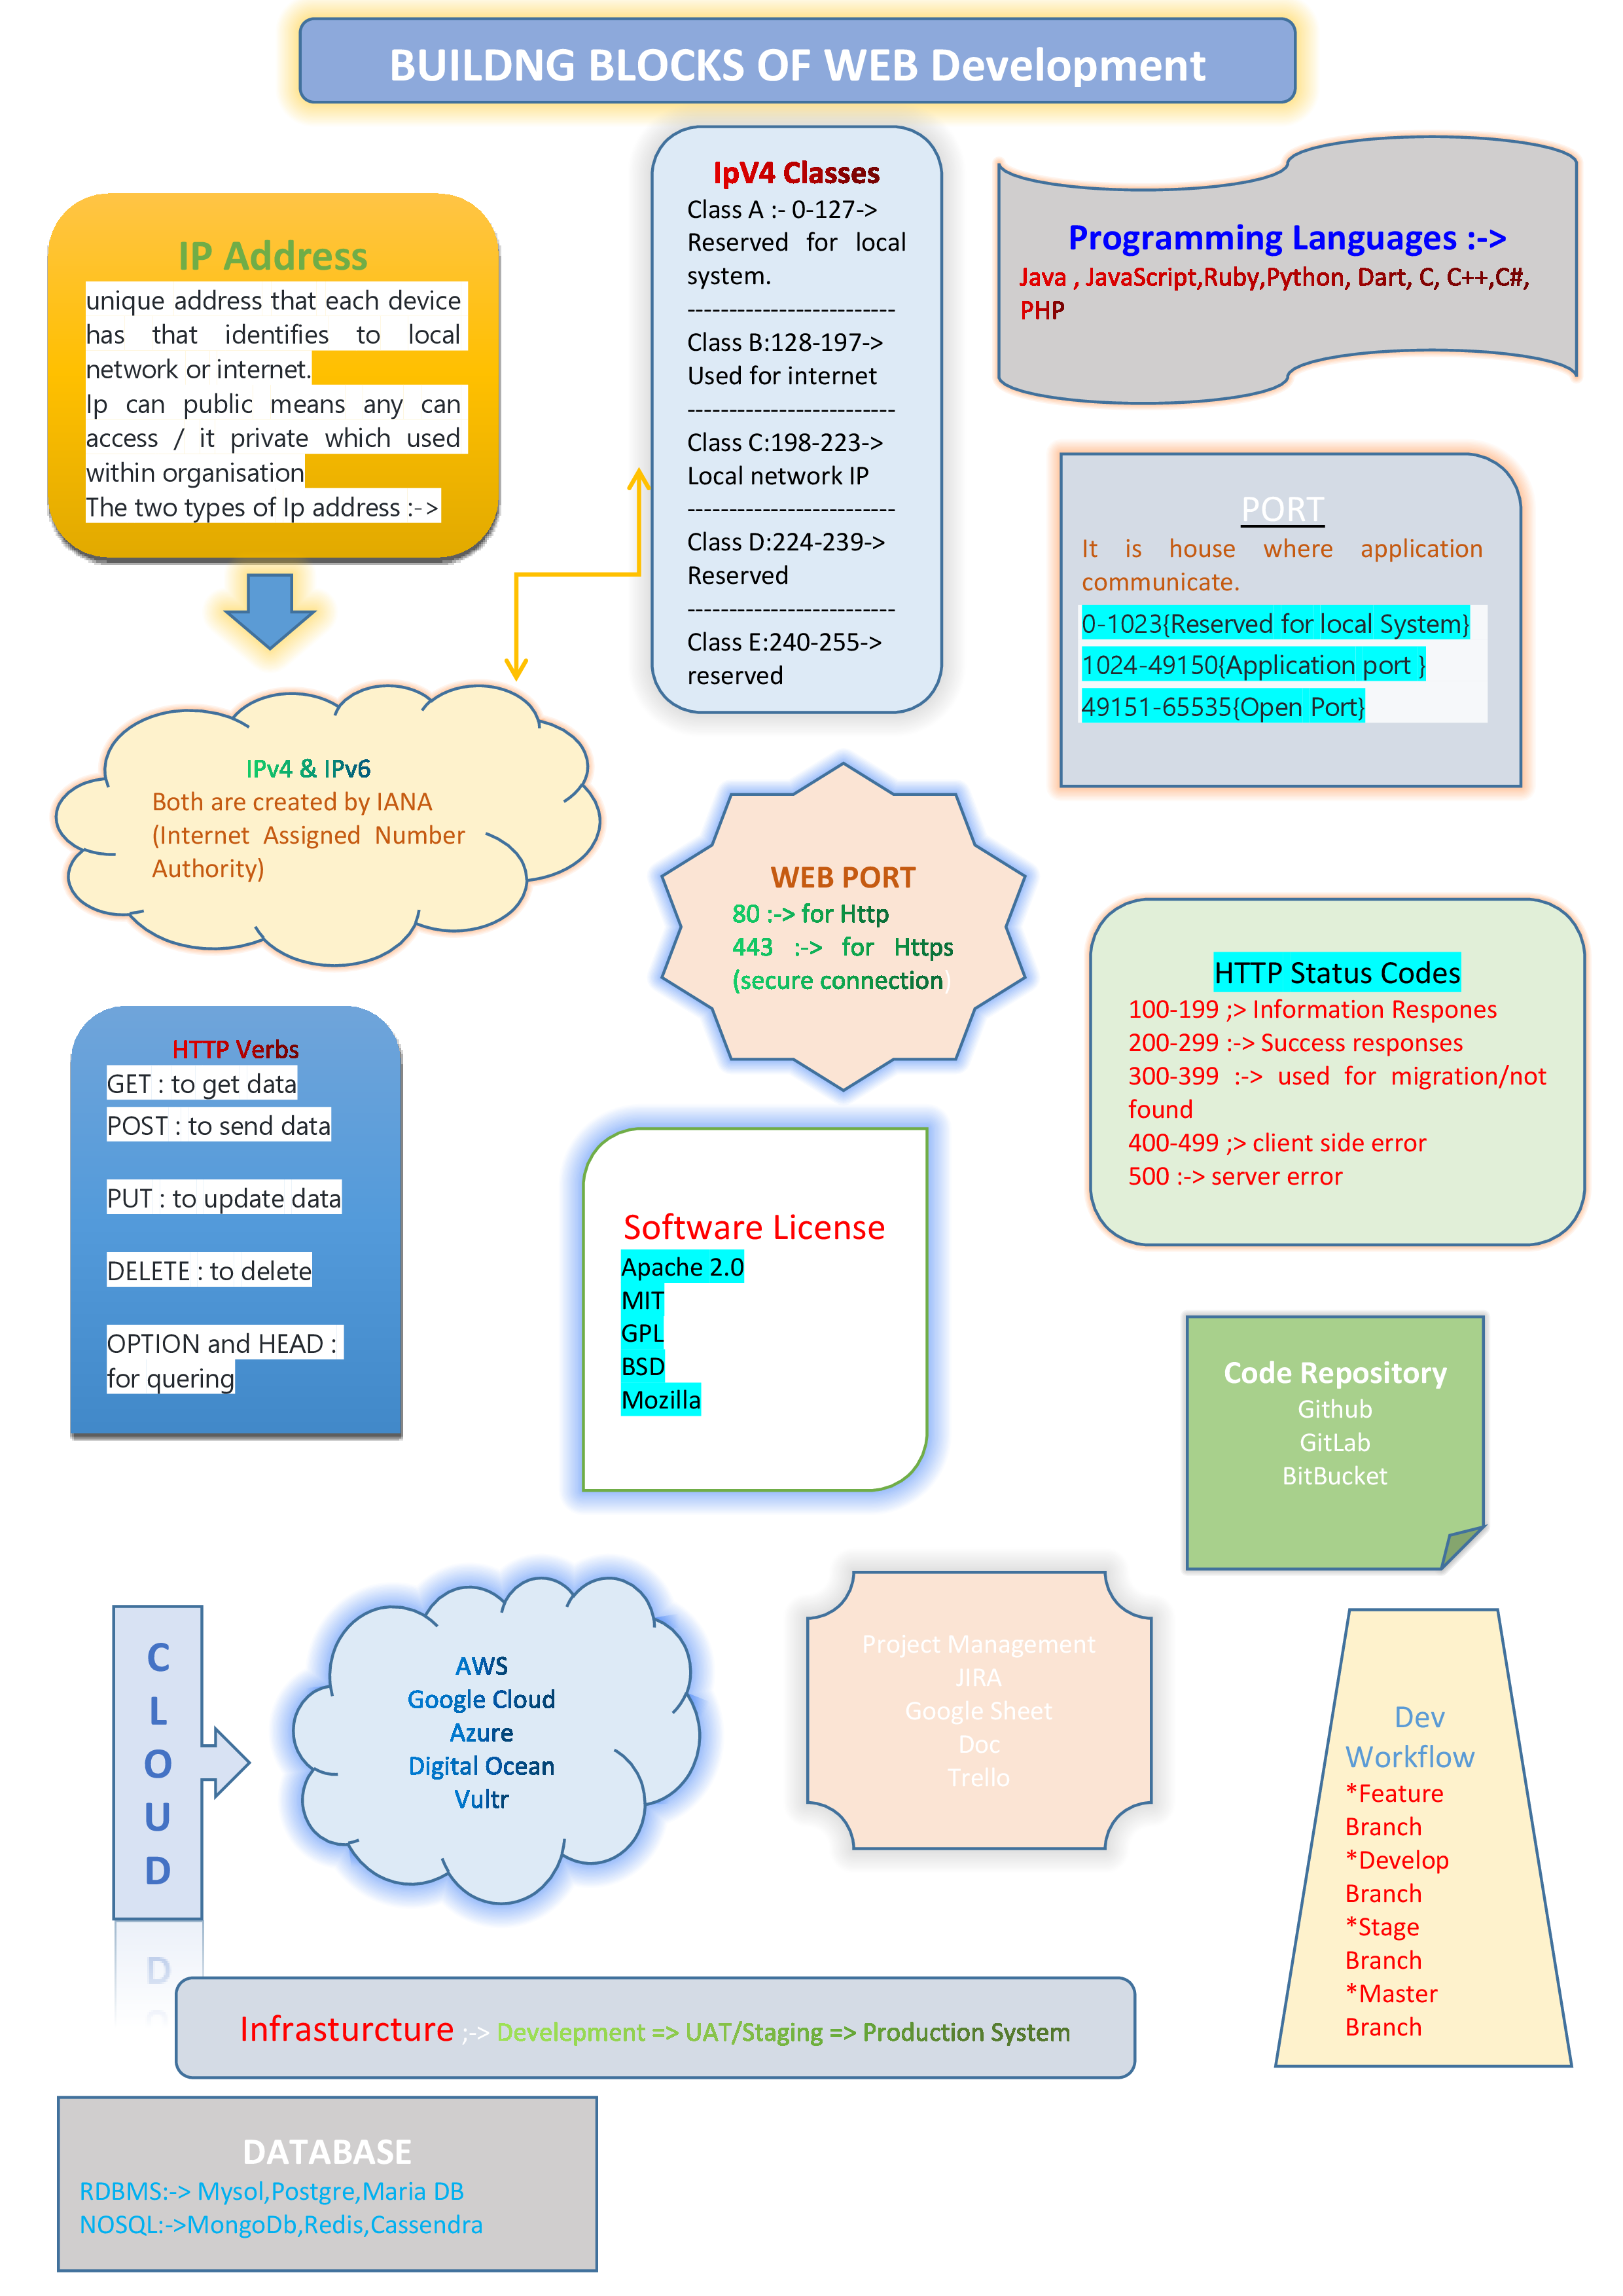 BUILDNG BLOCKS OF WEB Development
IP Address
unique address that each device
has that identifies to local
network or internet.
Ip can public means any can
access / it private which used
within organisation
The two types of Ip address :->
IpV4 Classes
Class A :- 0-127->
Reserved for local
system.
-------------------------
Class B:128-197->
Used for internet
-------------------------
Class C:198-223->
Local network IP
-------------------------
Class D:224-239->
Reserved
-------------------------
Class E:240-255->
reserved
Programming Languages :->
Java , JavaScript,Ruby,Python, Dart, C, C++,C#,
PHP
PORT
It is house where application
communicate.
0-1023{Reserved for local System}
1024-49150{Application port }
49151-65535{Open Port}
IPv4 & IPv6
Both are created by IANA
(Internet Assigned Number
Authority)
WEB PORT
80 :-> for Http
443 :-> for Https
(secure connection)
HTTP Status Codes
100-199 ;> Information Respones
200-299 :-> Success responses
300-399 :-> used for migration/not
found
400-499 ;> client side error
500 :-> server error
HTTP Verbs
GET : to get data
POST : to send data
PUT : to update data
DELETE : to delete
OPTION and HEAD :
for quering
Software License
Apache 2.0
MIT
GPL
BSD
Mozilla
Code Repository
Github
GitLab
BitBucket
C
L
O
U
D
AWS
Google Cloud
Azure
Digital Ocean
Vultr
Project Management
JIRA
Google Sheet
Doc
Trello
Dev
Workflow
*Feature
Branch
*Develop
Branch
*Stage
Branch
*Master
Branch
Infrasturcture ;-> Develepment => UAT/Staging => Production System
DATABASE
RDBMS:-> Mysol,Postgre,Maria DB
NOSQL:->MongoDb,Redis,Cassendra